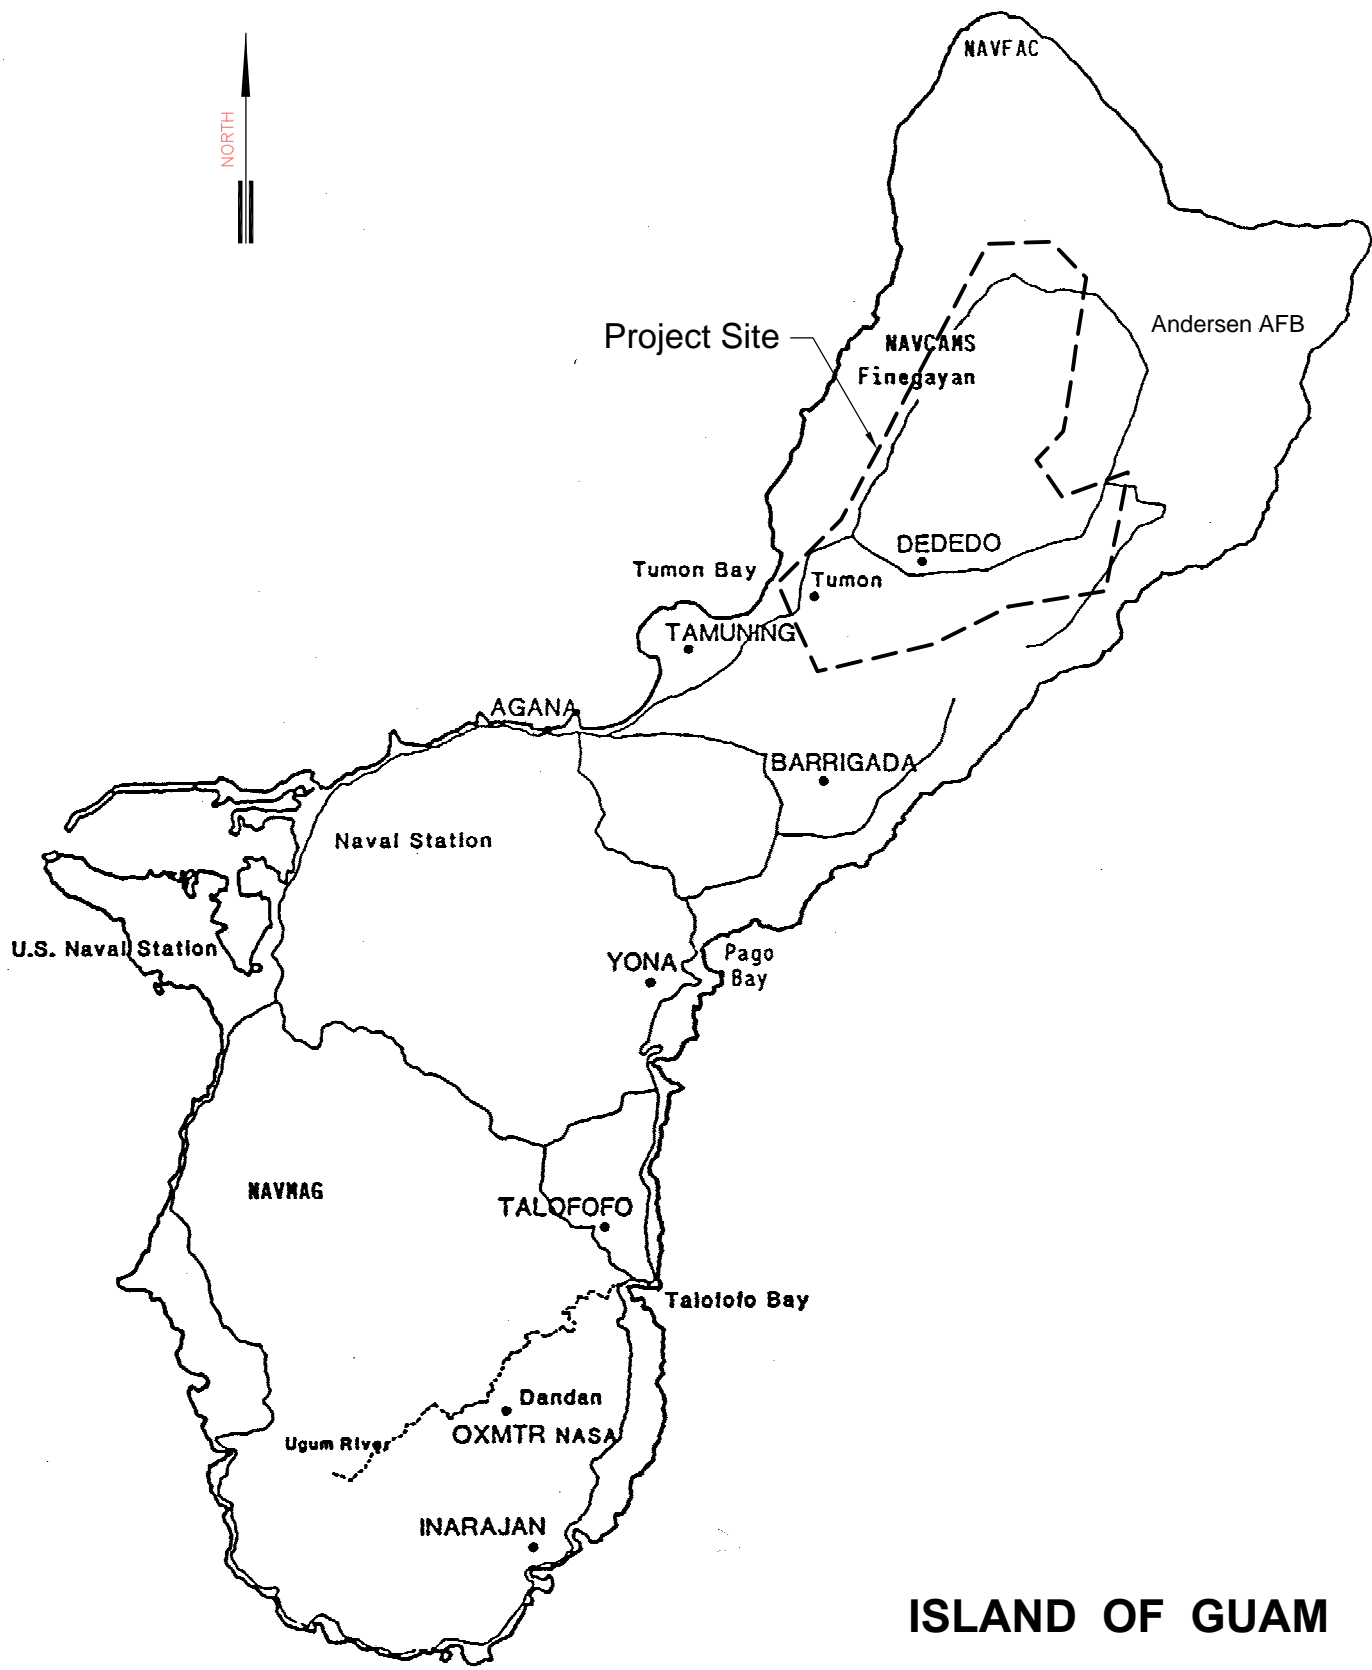 NAVFAC
NORTH
Andersen AFB
Project Site
NAVCAMS
Finegayan
DEDEDO
Tumon Bay
Tumon
TAMUNING
AGANA
BARRIGADA
Naval Station
U.S. Naval Station
YONA
Pago
Bay
NAVMAG
TALOFOFO
Talofofo Bay
Dandan
OXMTR NASA
Ugum River
INARAJAN
ISLAND OF GUAM